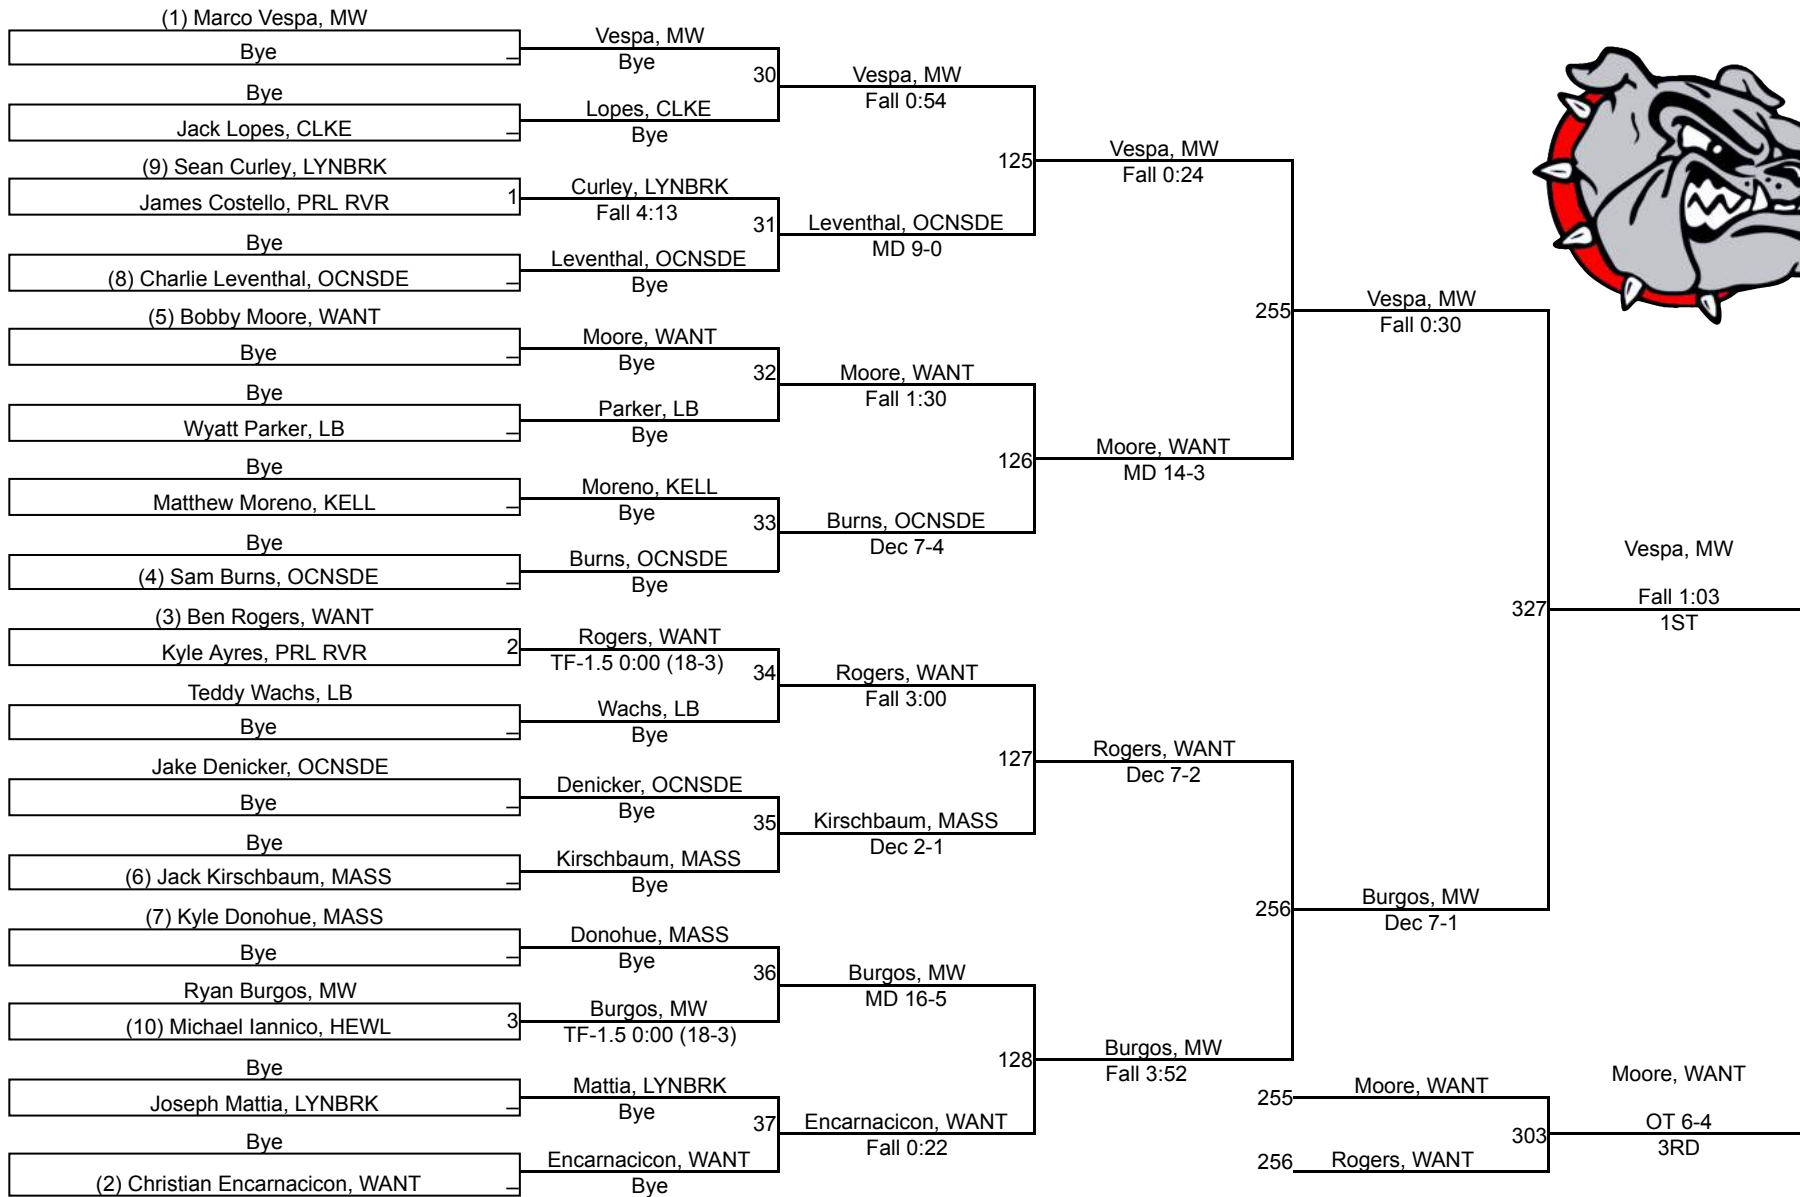 (1) Marco Vespa, MW
Bye
Bye
Jack Lopes, CLKE
(9) Sean Curley, LYNBRK
James Costello, PRL RVR
1
Bye
(8) Charlie Leventhal, OCNSDE
(5) Bobby Moore, WANT
Bye
Bye
Wyatt Parker, LB
Bye
Matthew Moreno, KELL
Bye
(4) Sam Burns, OCNSDE
(3) Ben Rogers, WANT
Kyle Ayres, PRL RVR
2
Teddy Wachs, LB
Bye
Jake Denicker, OCNSDE
Bye
Bye
(6) Jack Kirschbaum, MASS
(7) Kyle Donohue, MASS
Bye
Ryan Burgos, MW
(10) Michael Iannico, HEWL
3
Bye
Joseph Mattia, LYNBRK
Bye
(2) Christian Encarnacicon, WANT
Vespa, MW
Bye
30
Lopes, CLKE
Bye
Curley, LYNBRK
Fall 4:13
31
Leventhal, OCNSDE
Bye
Moore, WANT
Bye
32
Parker, LB
Bye
Moreno, KELL
Bye
33
Burns, OCNSDE
Bye
Rogers, WANT
TF-1.5 0:00 (18-3)
34
Wachs, LB
Bye
Denicker, OCNSDE
Bye
35
Kirschbaum, MASS
Bye
Donohue, MASS
Bye
36
Burgos, MW
TF-1.5 0:00 (18-3)
Mattia, LYNBRK
Bye
37
Encarnacicon, WANT
Bye
Vespa, MW
Fall 0:54
125
Leventhal, OCNSDE
MD 9-0
Moore, WANT
Fall 1:30
126
Burns, OCNSDE
Dec 7-4
Rogers, WANT
Fall 3:00
127
Kirschbaum, MASS
Dec 2-1
Burgos, MW
MD 16-5
128
Encarnacicon, WANT
Fall 0:22
Vespa, MW
Fall 0:24
255
Moore, WANT
MD 14-3
Rogers, WANT
Dec 7-2
256
Burgos, MW
Fall 3:52
Vespa, MW
Fall 0:30
327
Burgos, MW
Dec 7-1
Vespa, MW
Fall 1:03
1ST
255
Moore, WANT
303
256
Rogers, WANT
Moore, WANT
OT 6-4
3RD